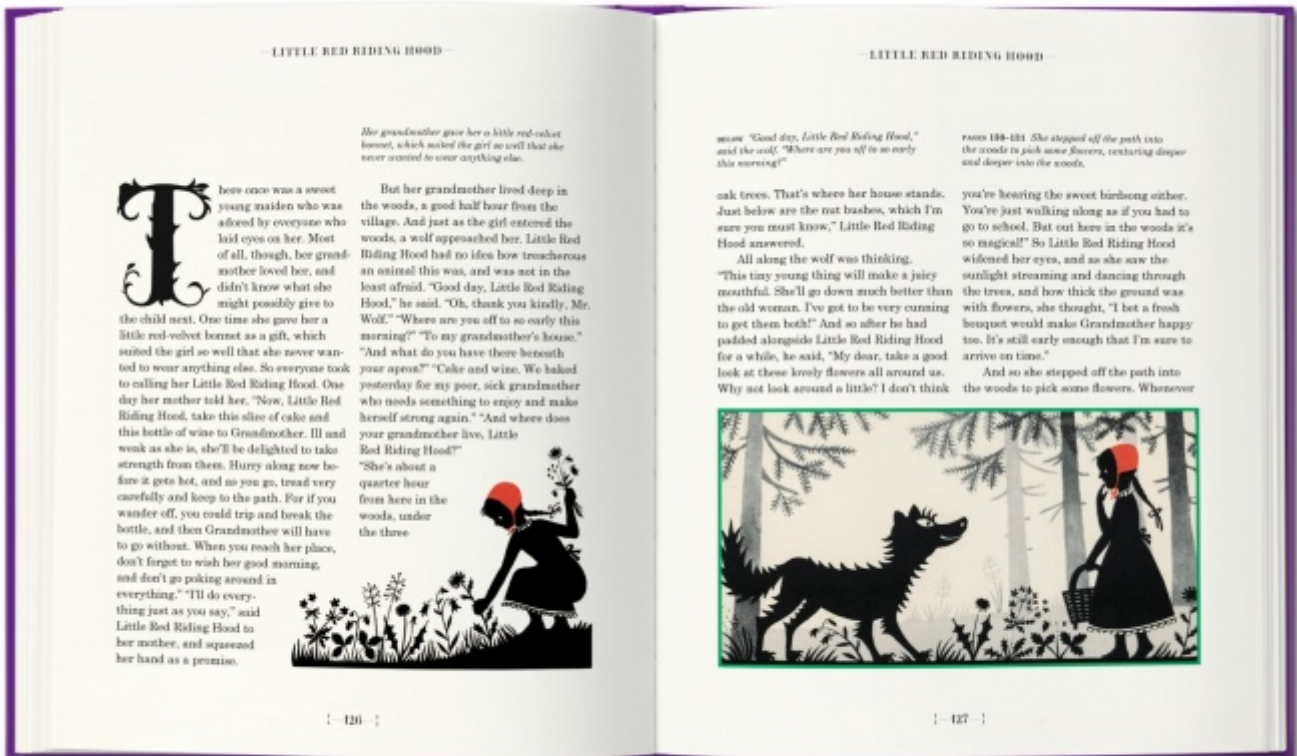 LITTLE RED RIDING HOOD
Her grandmother gave her a little red-velvet
bonnet, which suited the girl so well that she
never wanted to wear anything else.
There once was a sweet
young maiden who was
adored by everyone who
laid eyes on her. Most
of all, though, her grand-
mother loved her, and
didn't know what she
might possibly give to
the child next. One time she gave her a
little red-velvet bonnet as a gift, which
suited the girl so well that she never wan-
ted to wear anything else. So everyone took
to calling her Little Red Riding Hood. One
day her mother told her, "Now, Little Red
Riding Hood, take this slice of cake and
this bottle of wine to Grandmother. Ill and
weak as she is, she'll be delighted to take
strength from them. Hurry along now be-
fore it gets hot, and as you go, tread very
carefully and keep to the path. For if you
wander off, you could trip and break the
bottle, and then Grandmother will have
to go without. When you reach her place,
don't forget to wish her good morning,
and don't go poking around in
everything." "I'll do every-
thing just as you say," said
Little Red Riding Hood to
her mother, and squeezed
her hand as a promise.
But her grandmother lived deep in
the woods, a good half hour from the
village. And just as the girl entered the
woods, a wolf approached her. Little Red
Riding Hood had no idea how treacherous
an animal this was, and was not in the
least afraid. "Good day, Little Red Riding
Hood," he said. "Oh, thank you kindly, Mr.
Wolf." "Where are you off to so early this
morning?" "To my grandmother's house."
"And what do you have there beneath
your apron?" "Cake and wine. We baked
yesterday for my poor, sick grandmother
who needs something to enjoy and make
herself strong again." "And where does
your grandmother live, Little
Red Riding Hood?"
"She's about a
quarter hour
from here in the
woods, under
the three
126
LITTLE RED RIDING HOOD
BELOW "Good day, Little Red Riding Hood,"
said the wolf. "Where are you off to so early
this morning?"
PAGES 130–131 She stepped off the path into
the woods to pick some flowers, venturing deeper
and deeper into the woods.
oak trees. That's where her house stands.
Just below are the nut bushes, which I'm
sure you must know," Little Red Riding
Hood answered.
All along the wolf was thinking,
"This tiny young thing will make a juicy
mouthful. She'll go down much better than
the old woman. I've got to be very cunning
to get them both!" And so after he had
padded alongside Little Red Riding Hood
for a while, he said, "My dear, take a good
look at these lovely flowers all around us.
Why not look around a little? I don't think
you're hearing the sweet birdsong either.
You're just walking along as if you had to
go to school. But out here in the woods it's
so magical!" So Little Red Riding Hood
widened her eyes, and as she saw the
sunlight streaming and dancing through
the trees, and how thick the ground was
with flowers, she thought, "I bet a fresh
bouquet would make Grandmother happy
too. It's still early enough that I'm sure to
arrive on time."
And so she stepped off the path into
the woods to pick some flowers. Whenever
127